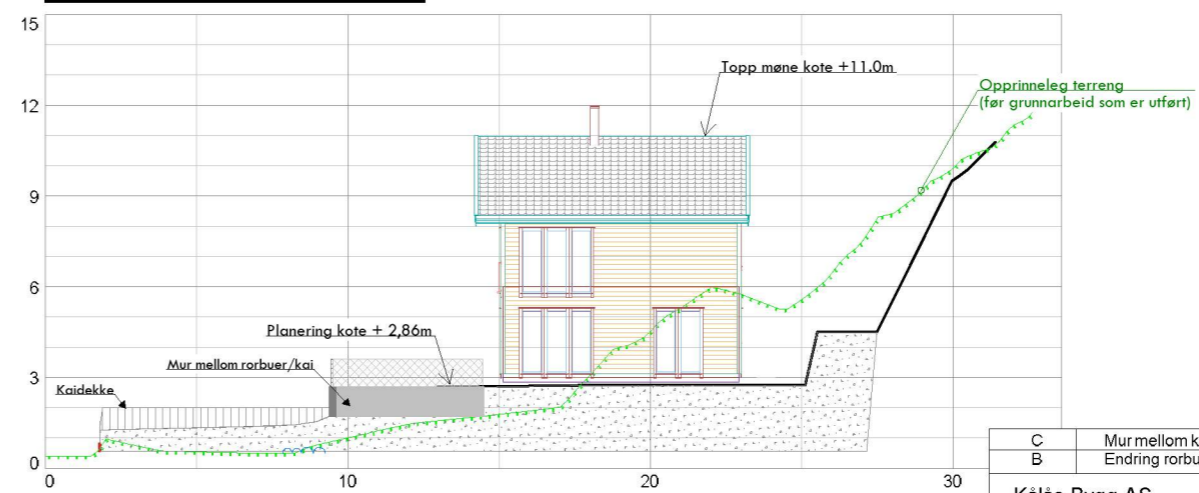 15
12
9
6
3
0
0
10
20
30
Topp møne kote +11.0m
Opprinneleg terreng
(før grunnarbeid som er utført)
Planering kote + 2,86m
Mur mellom rorbuer/kai
Kaidekke
C Mur mellom k
B Endring rorbu